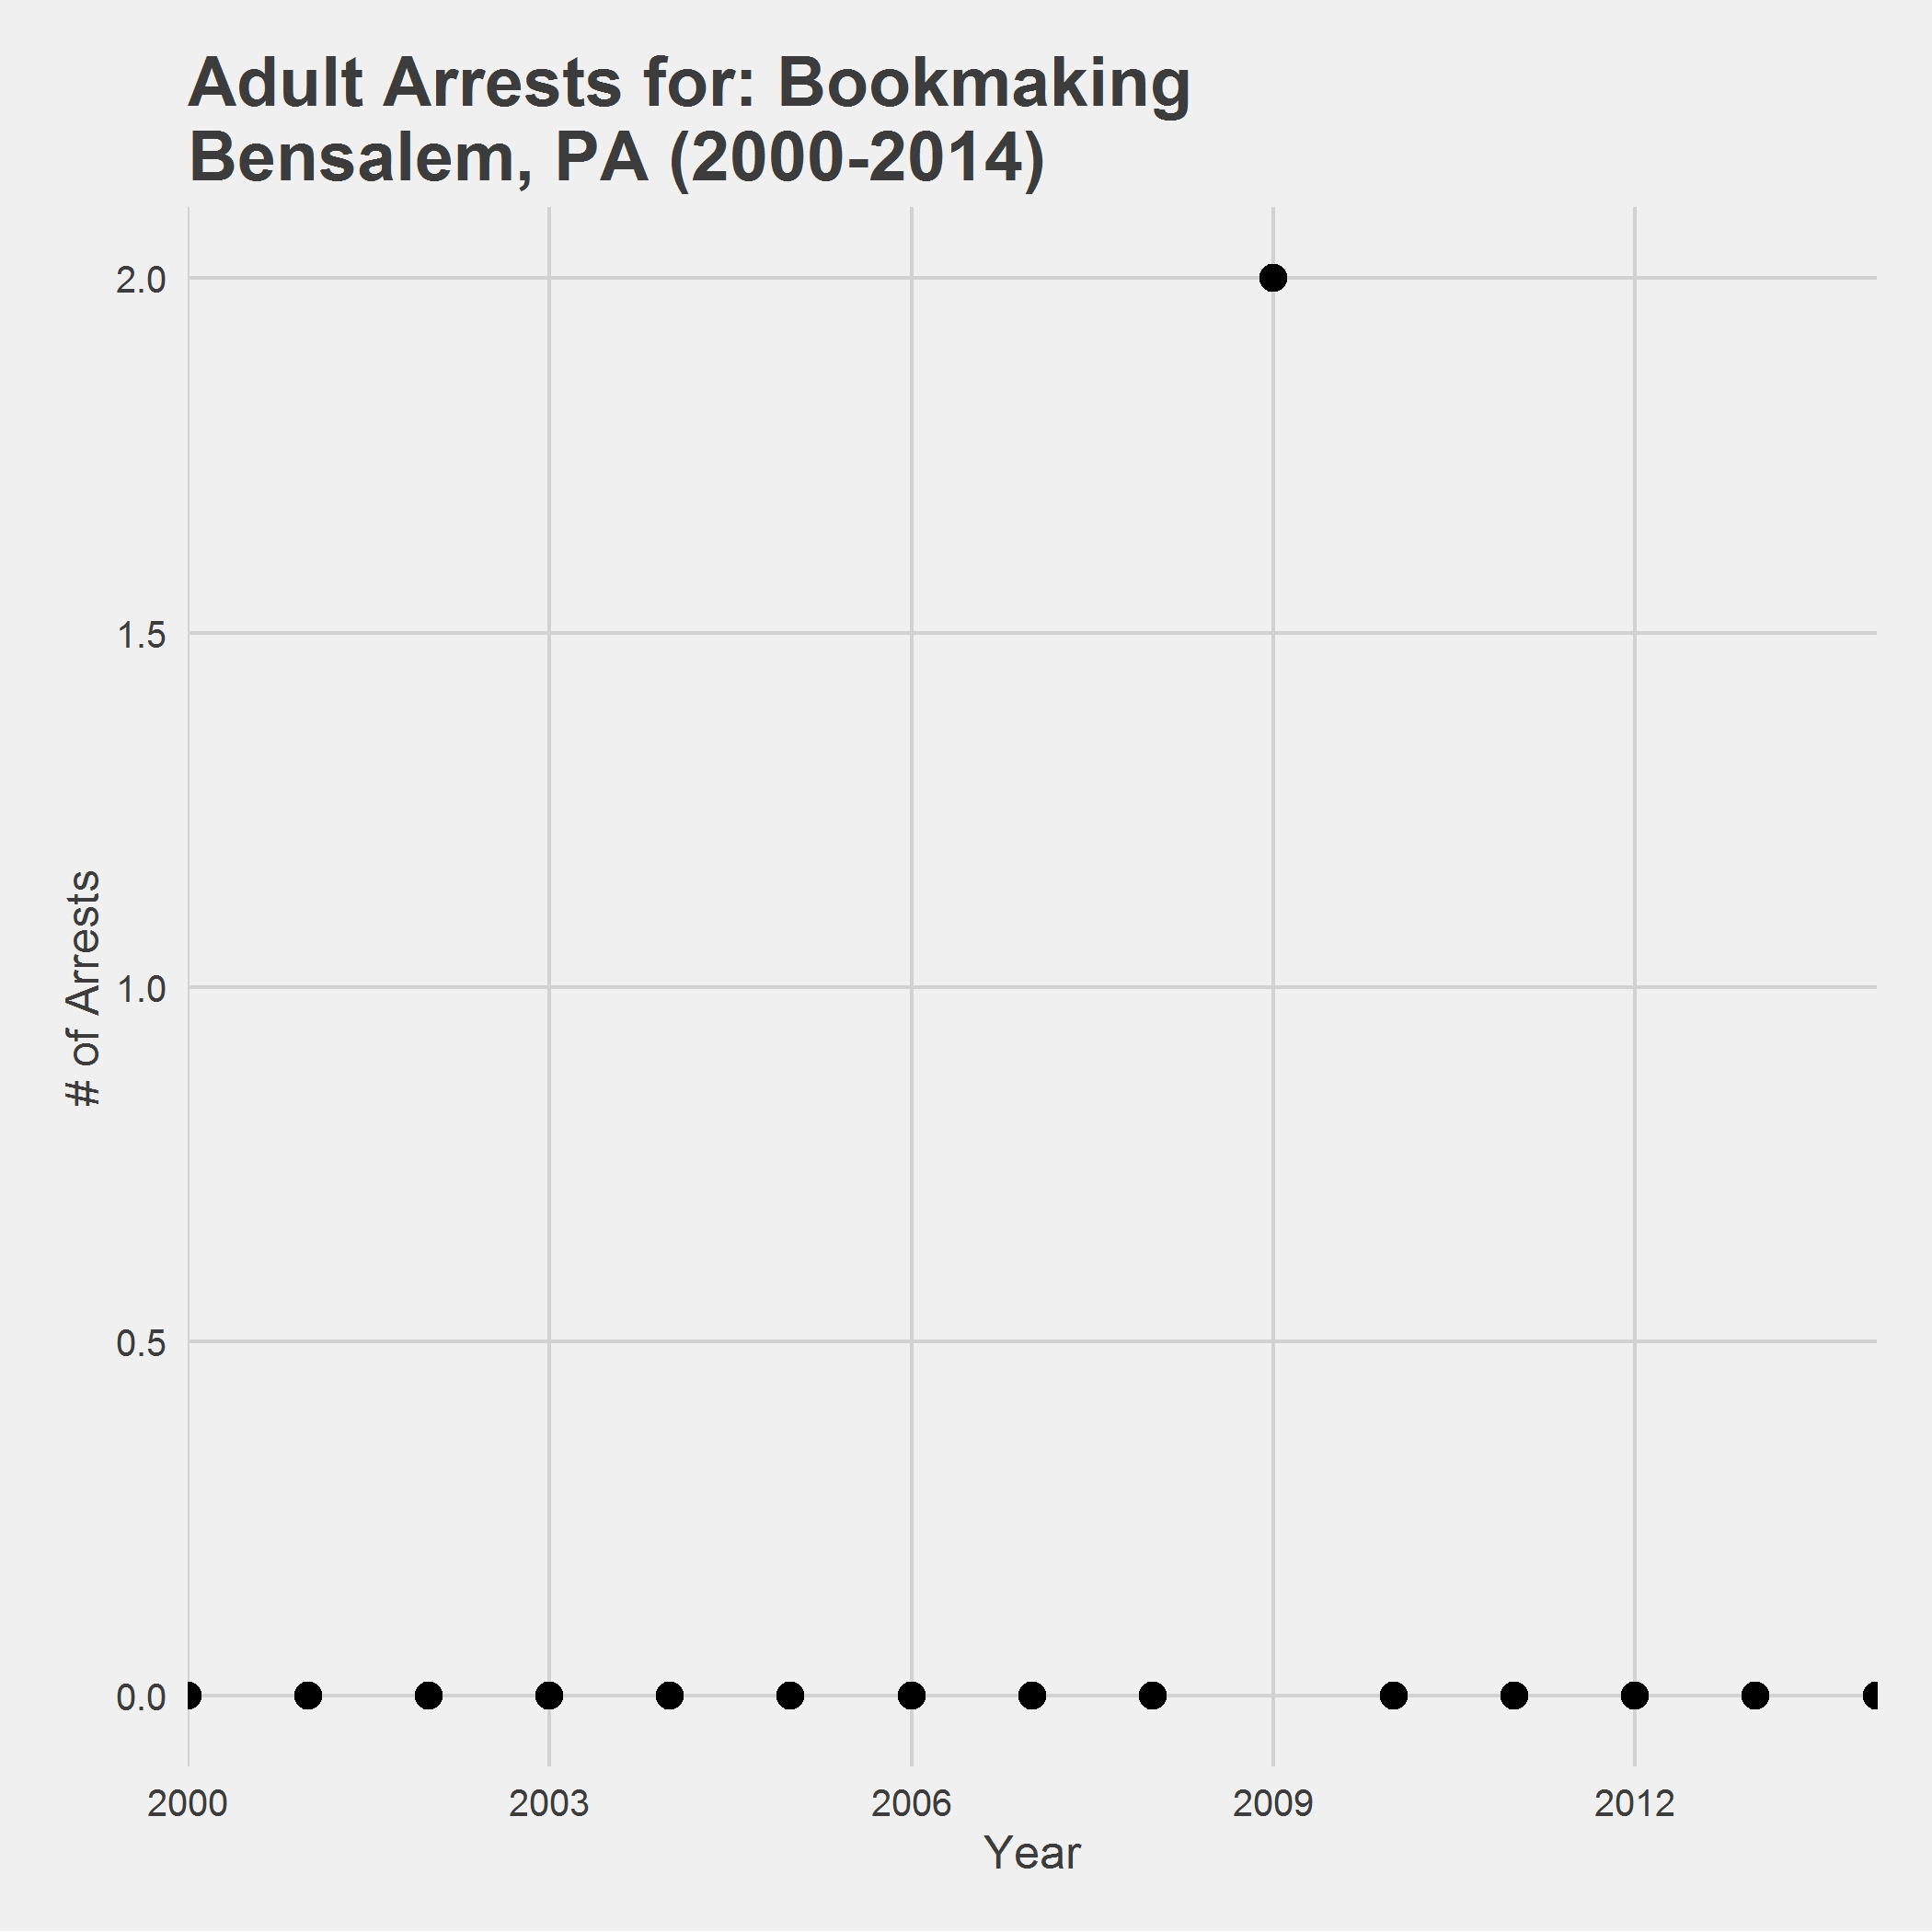 Adult Arrests for: Bookmaking
Bensalem, PA (2000-2014)
2.0
1.5
1.0
0.5
0.0
# of Arrests
2000 2003 2006 2009 2012
Year